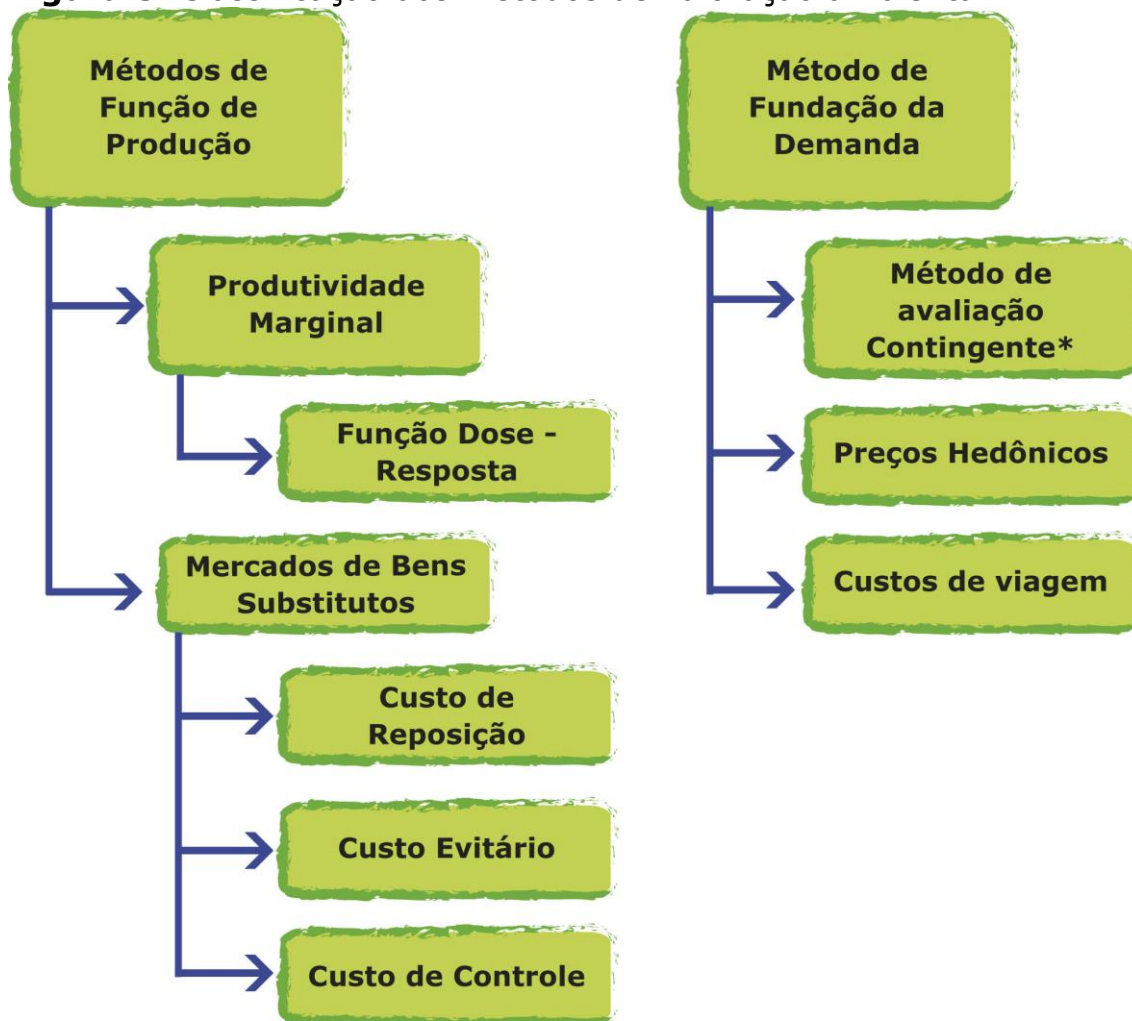 Métodos de
Função de
Produção
Produtividade
Marginal
Função Dose -
Resposta
Mercados de Bens
Substitutos
Custo de
Reposição
Custo Evitário
Custo de Controle
Método de
Fundação da
Demanda
Método de
avaliação
Contingente*
Preços Hedônicos
Custos de viagem